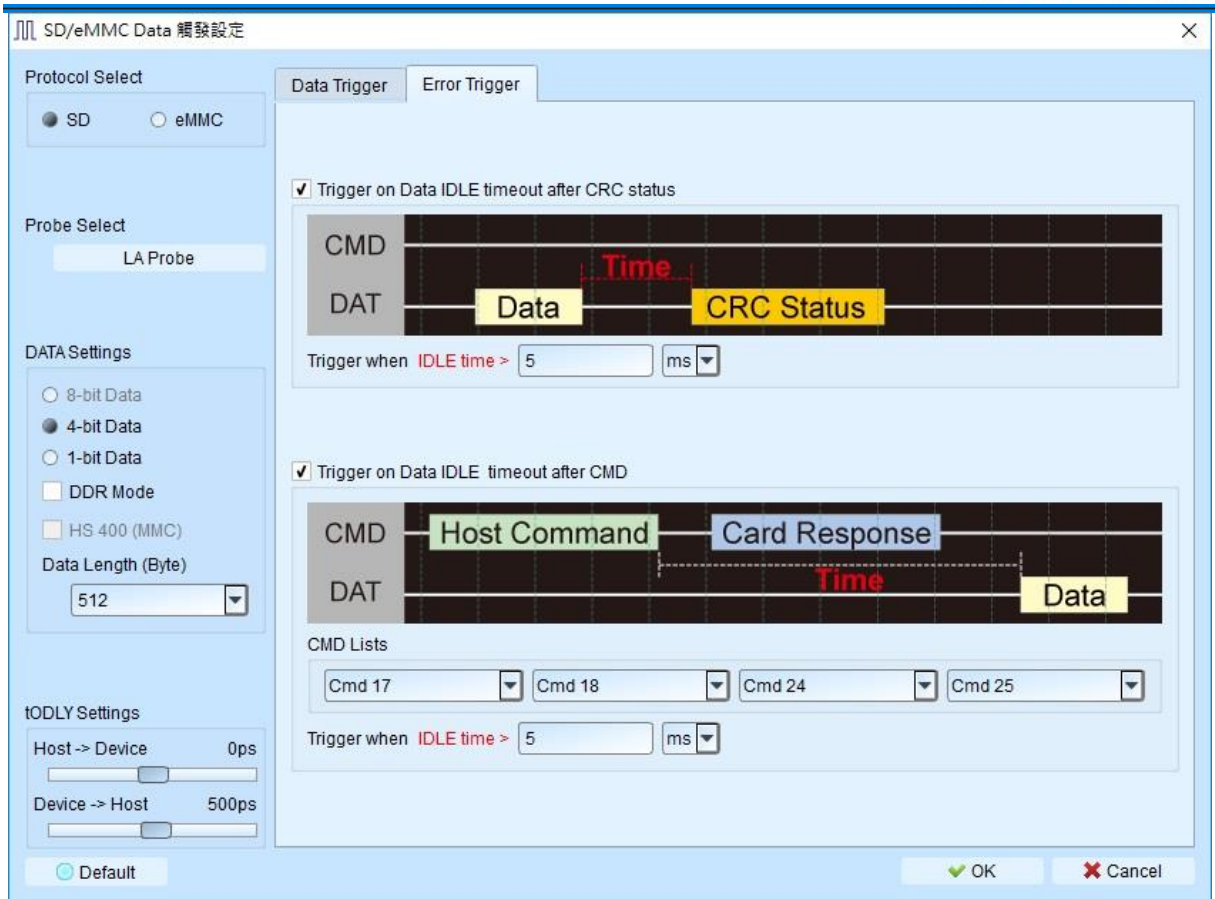 SD/eMMC Data 觸發設定
Protocol Select
SD eMMC
Probe Select
LA Probe
DATA Settings
8-bit Data
4-bit Data
1-bit Data
DDR Mode
HS 400 (MMC)
Data Length (Byte)
512
tODLY Settings
Host -> Device 0ps
Device -> Host 500ps
Default
Data Trigger Error Trigger
Trigger on Data IDLE timeout after CRC status
CMD
Time
DAT Data CRC Status
Trigger when IDLE time > 5 ms
Trigger on Data IDLE timeout after CMD
CMD Host Command Card Response
Time
DAT Data
CMD Lists
Cmd 17 Cmd 18 Cmd 24 Cmd 25
Trigger when IDLE time > 5 ms
OK Cancel